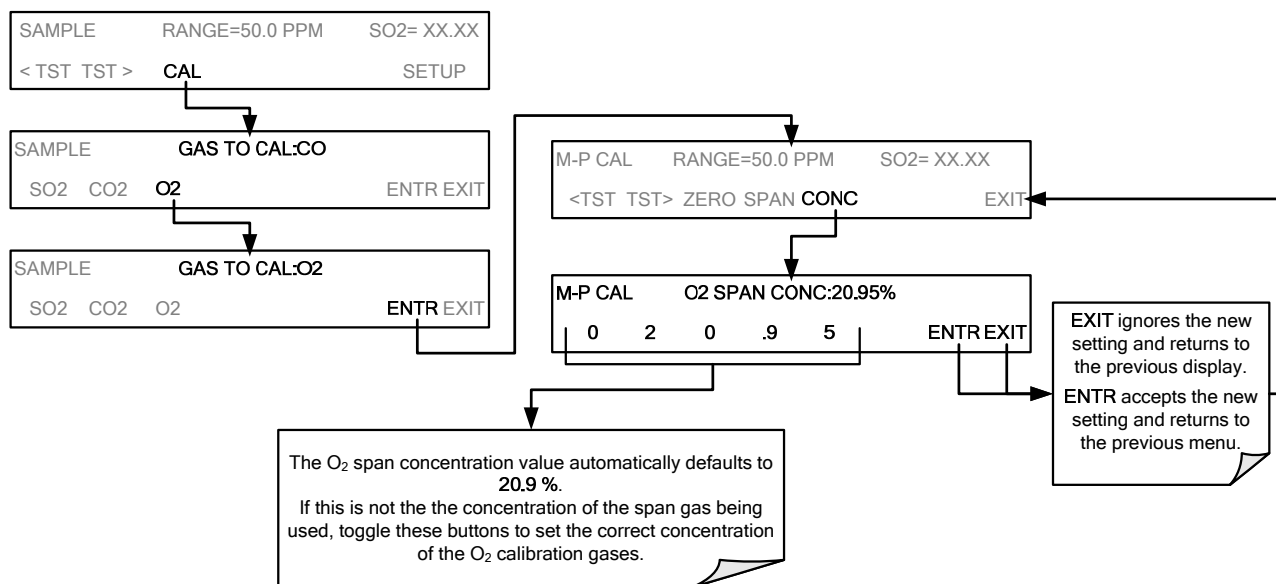 SAMPLE RANGE=50.0 PPM SO2= XX.XX
< TST TST > CAL SETUP
SAMPLE GAS TO CAL:CO
SO2 CO2 O2 ENTR EXIT
SAMPLE GAS TO CAL:O2
SO2 CO2 O2 ENTR EXIT
M-P CAL RANGE=50.0 PPM SO2= XX.XX
<TST TST> ZERO SPAN CONC EXIT
M-P CAL O2 SPAN CONC:20.95%
0 2 0 .9 5 ENTR EXIT
EXIT ignores the new
setting and returns to
the previous display.
ENTR accepts the new
setting and returns to
the previous menu.
The O₂ span concentration value automatically defaults to
20.9 %.
If this is not the the concentration of the span gas being
used, toggle these buttons to set the correct concentration
of the O₂ calibration gases.